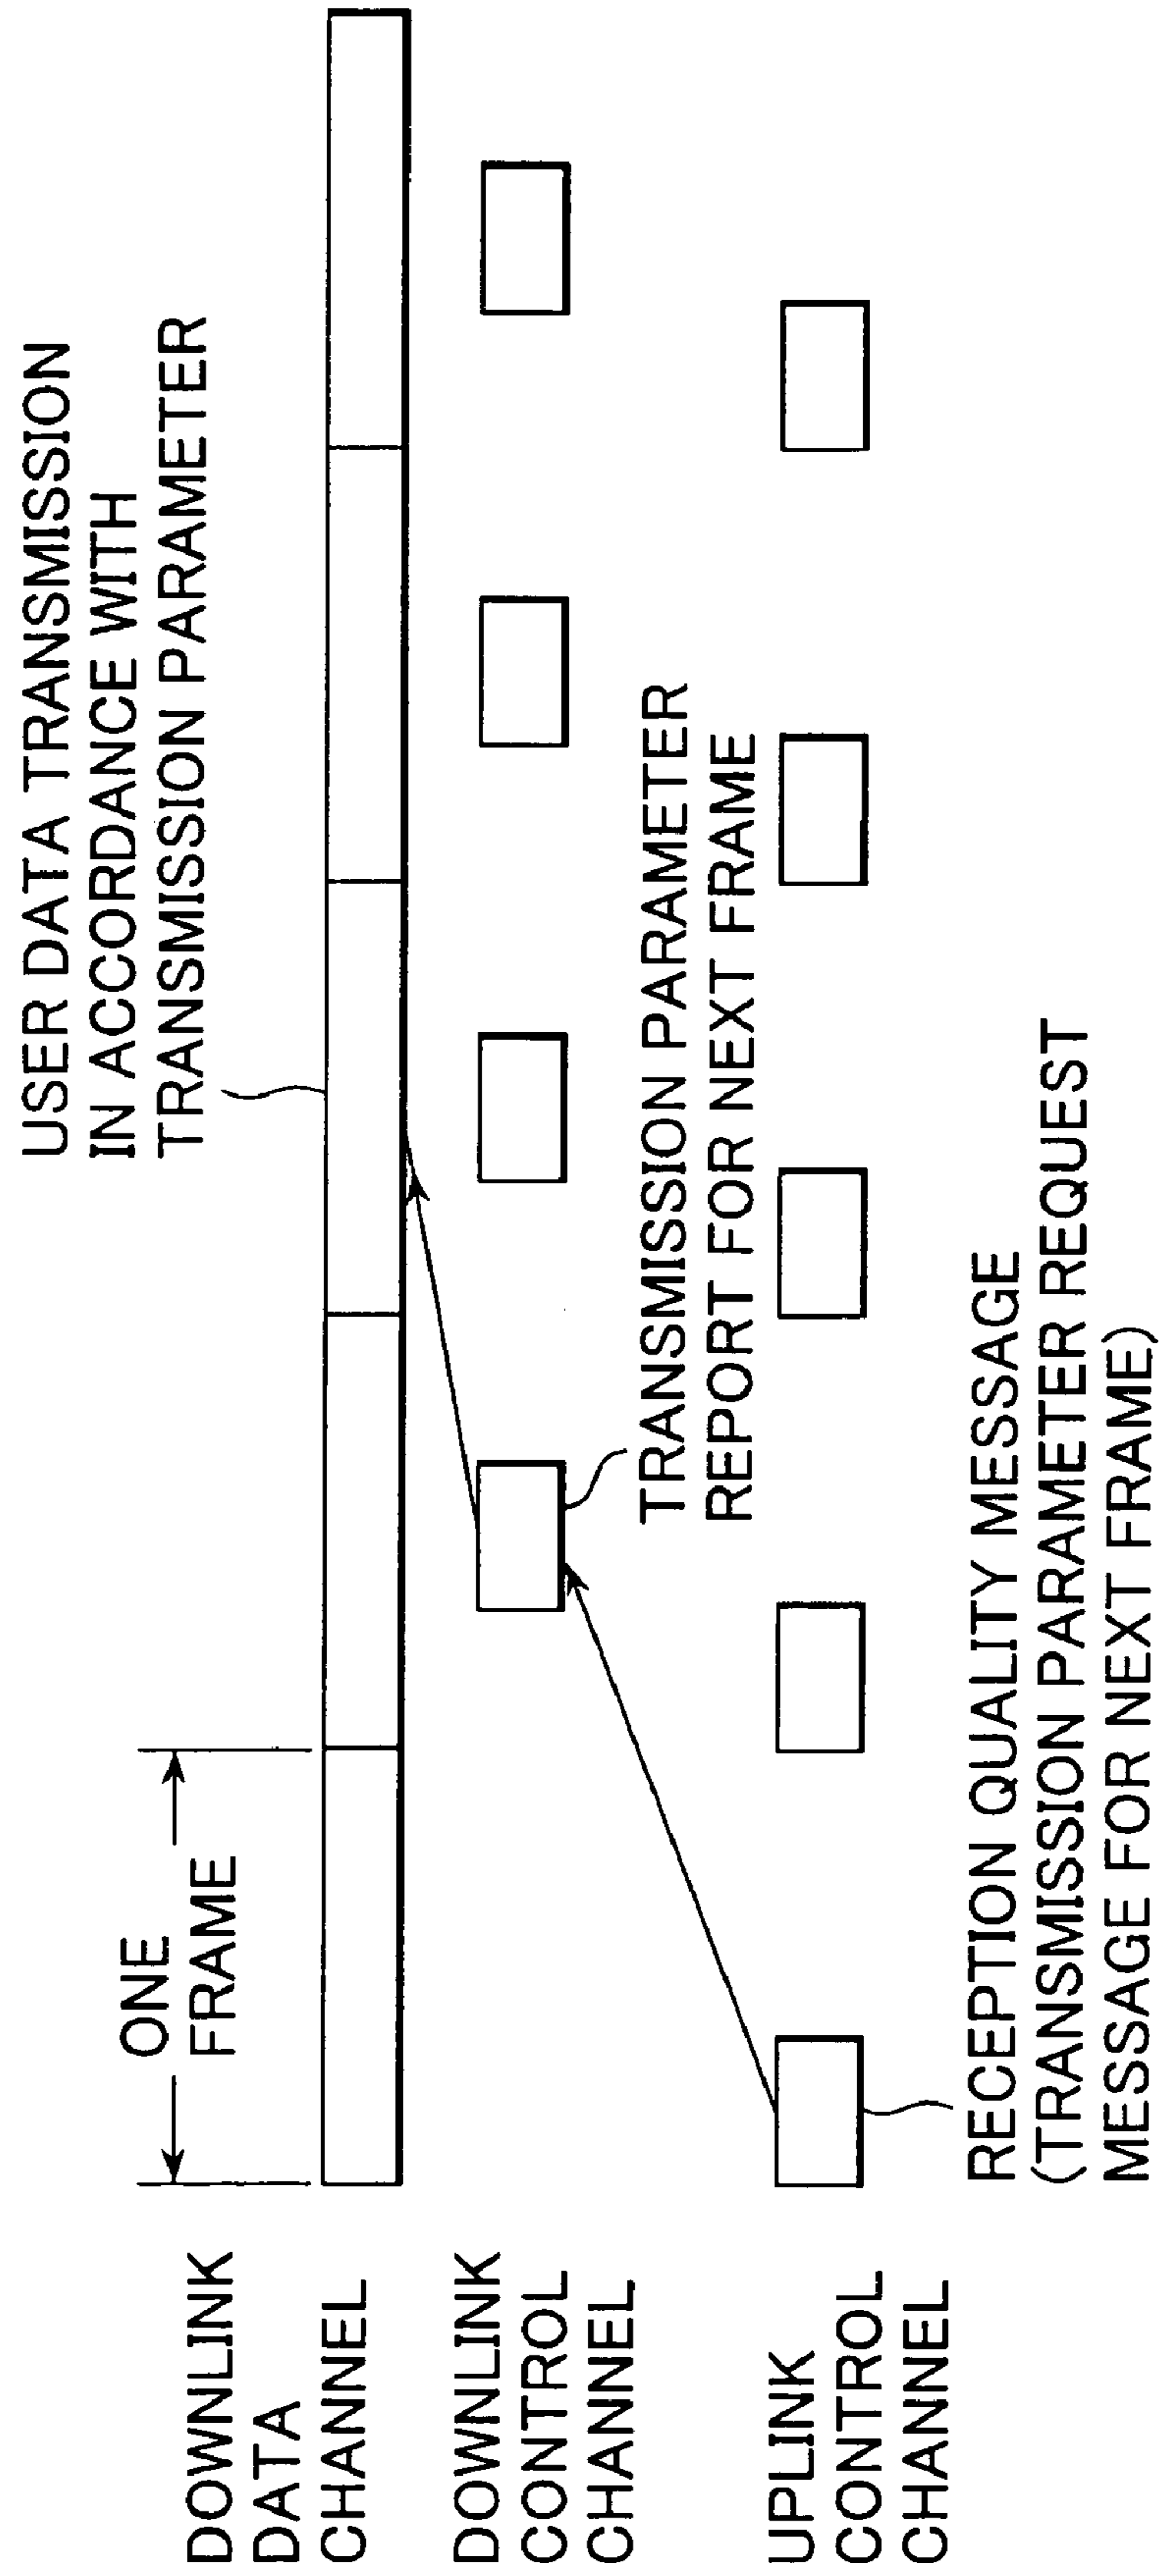 USER DATA TRANSMISSION
IN ACCORDANCE WITH
TRANSMISSION PARAMETER
ONE
FRAME
DOWNLINK
DATA
CHANNEL
DOWNLINK
CONTROL
CHANNEL
TRANSMISSION PARAMETER
REPORT FOR NEXT FRAME
UPLINK
CONTROL
CHANNEL
RECEPTION QUALITY MESSAGE
(TRANSMISSION PARAMETER REQUEST
MESSAGE FOR NEXT FRAME)